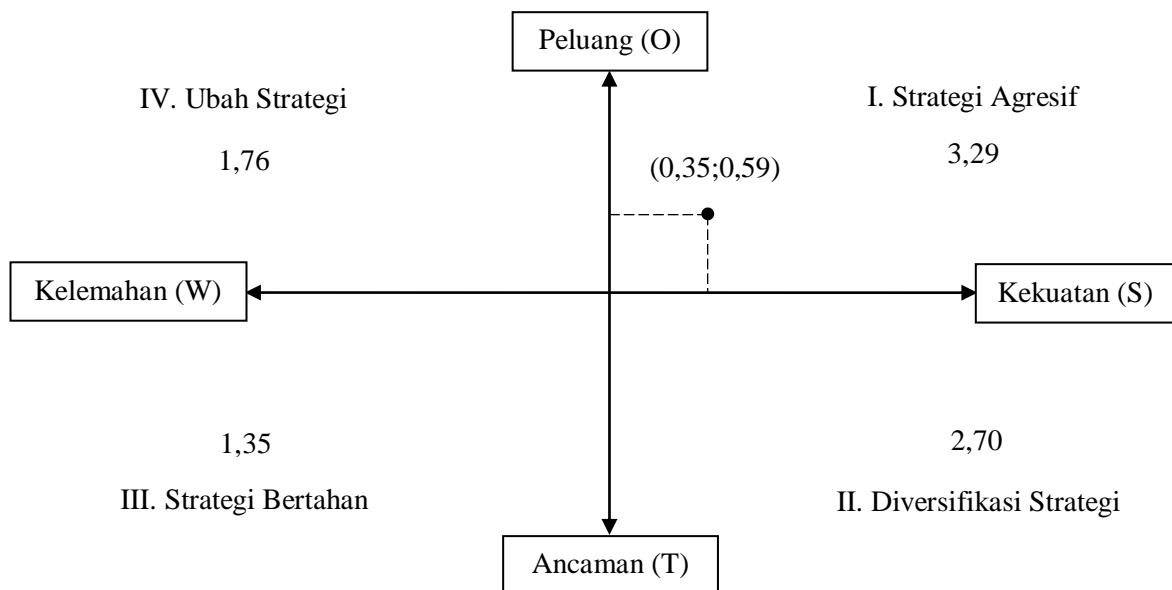 Peluang (O)
IV. Ubah Strategi
I. Strategi Agresif
1,76
(0,35;0,59)
3,29
Kelemahan (W)
Kekuatan (S)
1,35
2,70
III. Strategi Bertahan
II. Diversifikasi Strategi
Ancaman (T)